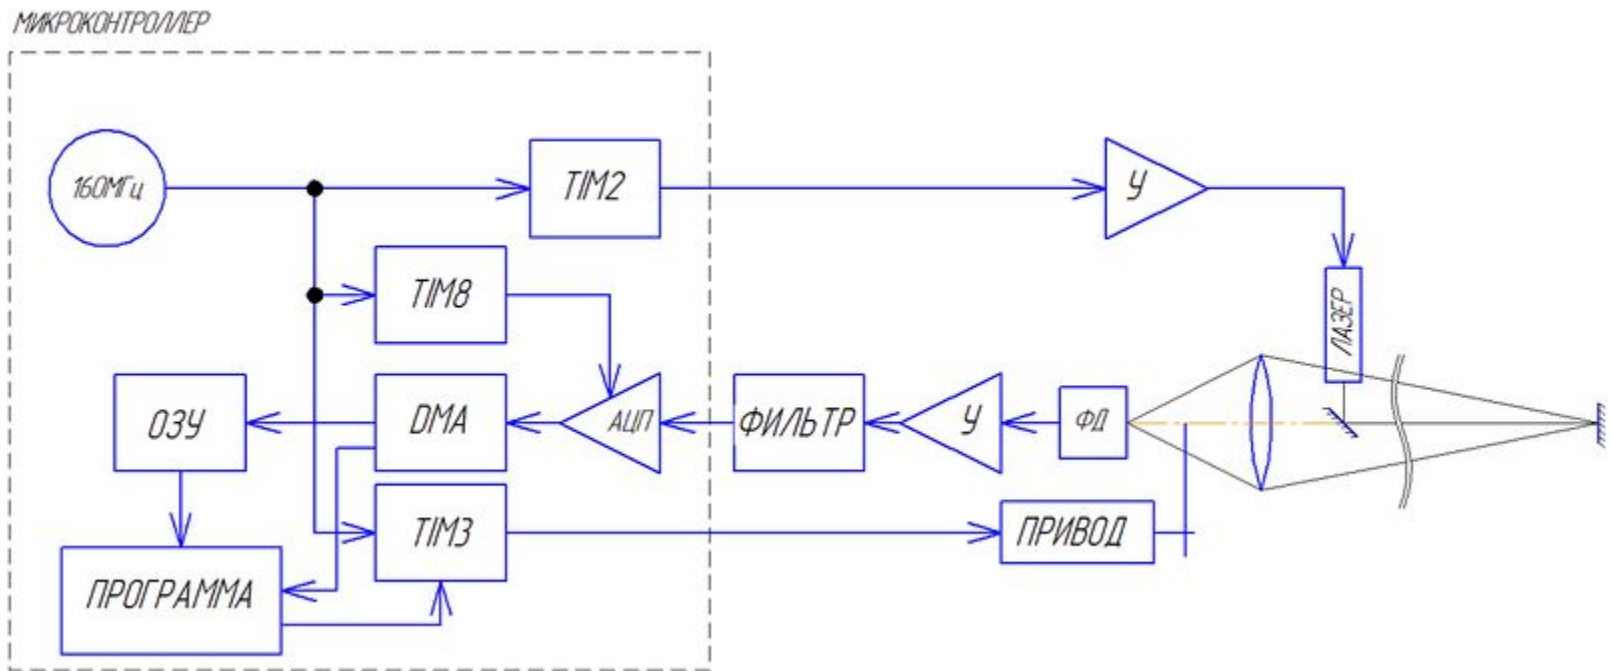 МИКРОКОНТРОЛЛЕР
160МГц
TIM2
У
TIM8
ЛАЗЕР
ОЗУ
DMA
АЦП
ФИЛЬТР
У
ФД
TIM3
ПРИВОД
ПРОГРАММА